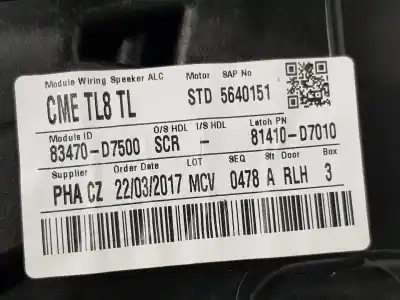 Module Wiring Speaker ALC Motor SAP No
CME TL8 TL STD 5640151
Module ID O/S HDL I/S HDL Latch PN
83470-D7500 SCR - 81410-D7010
Supplier Order Date LOT SEQ Sft Door Box
PHA CZ 22/03/2017 MCV 0478 A RLH 3